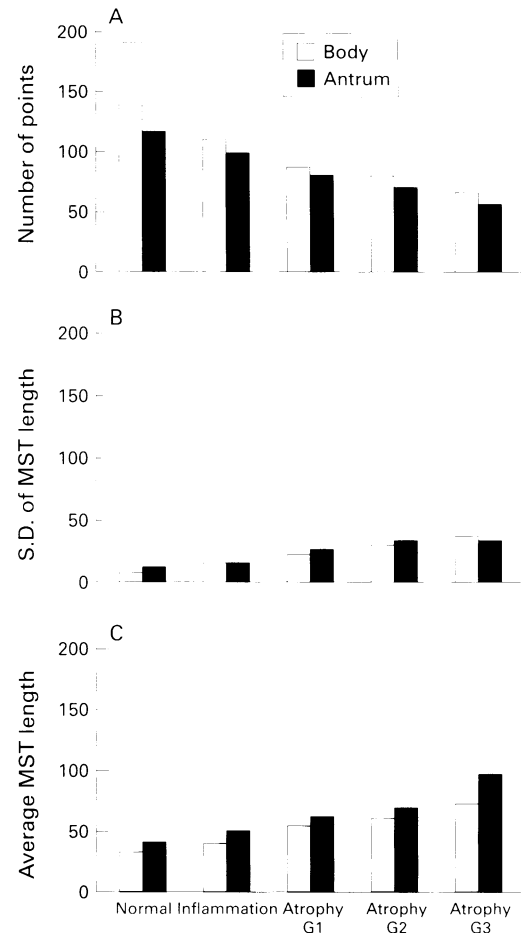 A
200
150
100
50
0
Number of points
Body
Antrum
B
200
150
100
50
0
S.D. of MST length
C
200
150
100
50
0
Average MST length
Normal Inflammation Atrophy Atrophy Atrophy
G1 G2 G3